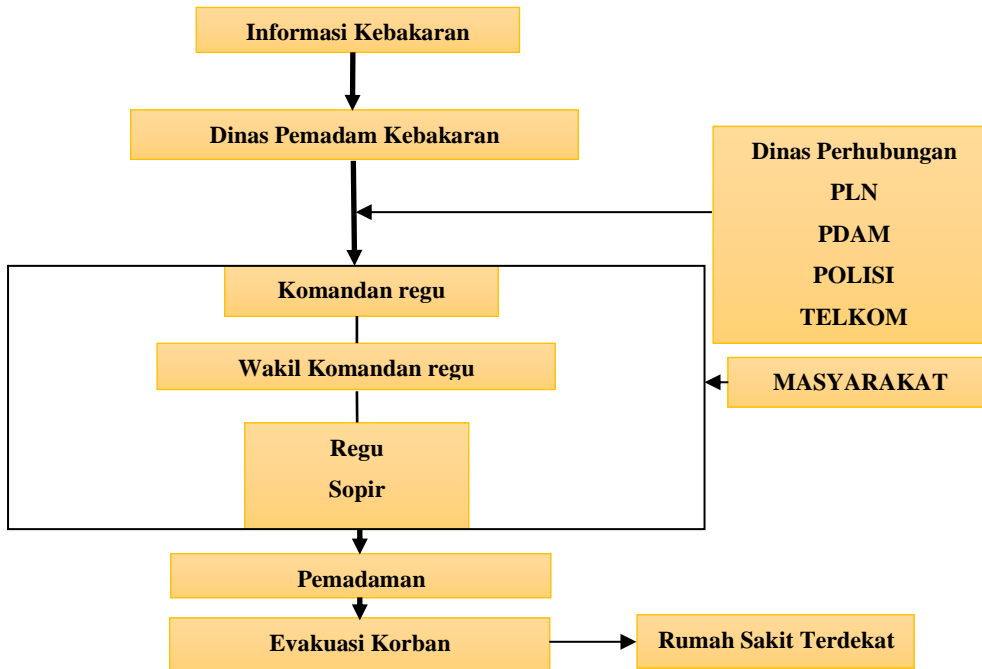 Informasi Kebakaran
Dinas Pemadam Kebakaran
Dinas Perhubungan
PLN
PDAM
POLISI
TELKOM
Komandan regu
Wakil Komandan regu
MASYARAKAT
Regu
Sopir
Pemadaman
Evakuasi Korban
Rumah Sakit Terdekat